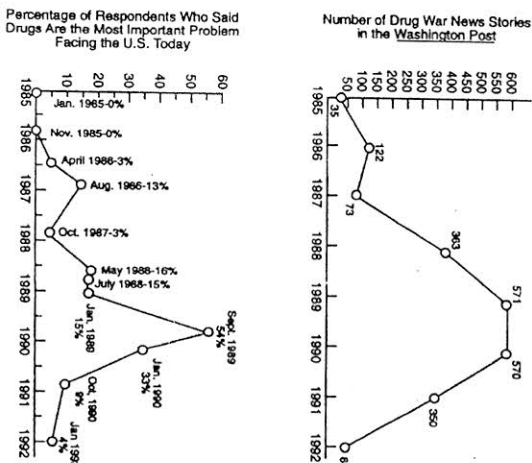 Percentage of Respondents Who Said
Drugs Are the Most Important Problem
Facing the U.S. Today
10 20 30 40 50 60
1985
1986
1987
1988
1989
1990
1991
1992
Jan. 1985-0%
Nov. 1985-0%
April 1986-3%
Aug. 1986-13%
Oct. 1987-3%
May 1988-16%
July 1988-15%
Jan. 1989
15%
Sept. 1989
54%
Jan. 1990
33%
Oct. 1990
9%
Jan
4%
Number of Drug War News Stories
in the Washington Post
50 100 150 200 250 300 350 400 450 500 550 600
1985
1986
1987
1988
1989
1990
1991
1992
35
122
73
363
571
570
350
6